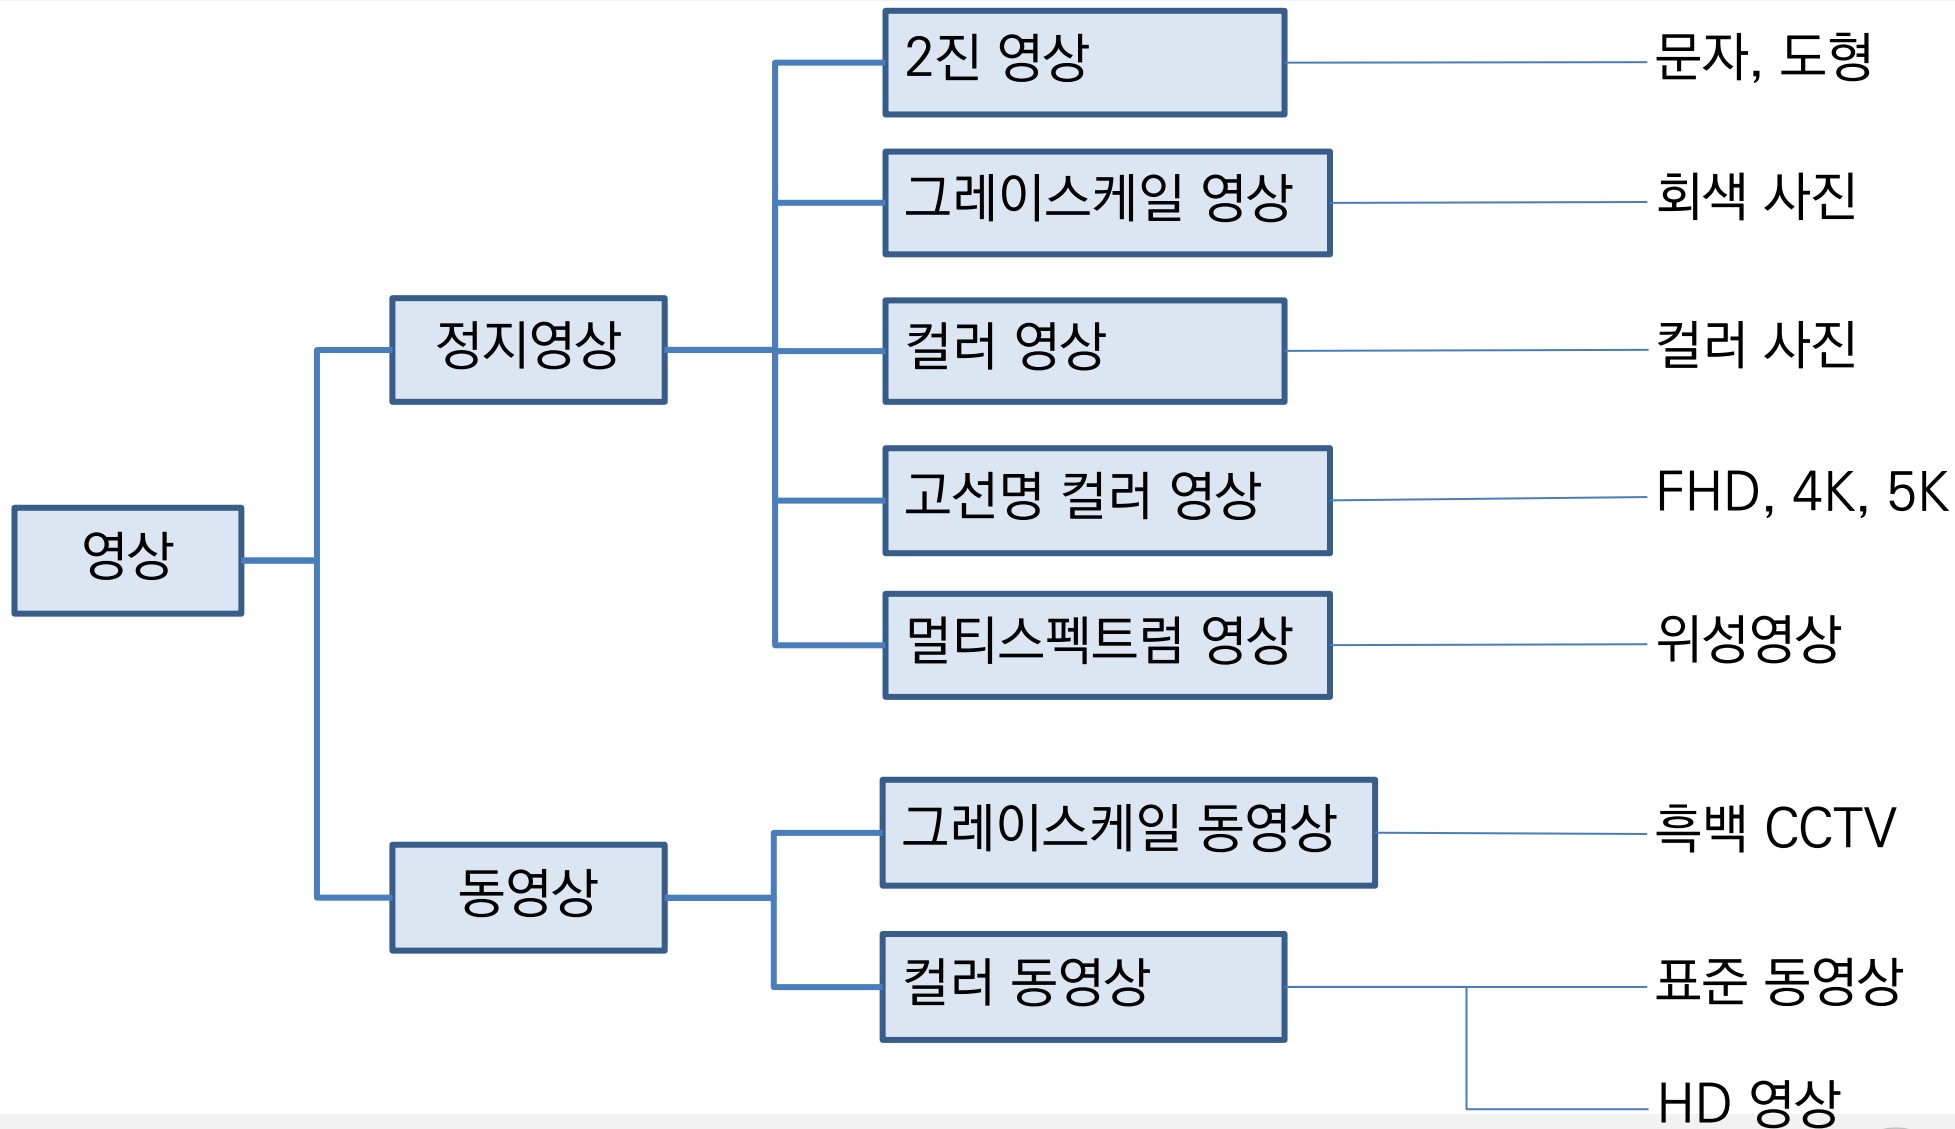 2진 영상
문자, 도형
그레이스케일 영상
회색 사진
정지영상
컬러 영상
컬러 사진
고선명 컬러 영상
FHD, 4K, 5K
영상
멀티스펙트럼 영상
위성영상
그레이스케일 동영상
흑백 CCTV
동영상
컬러 동영상
표준 동영상
HD 영상